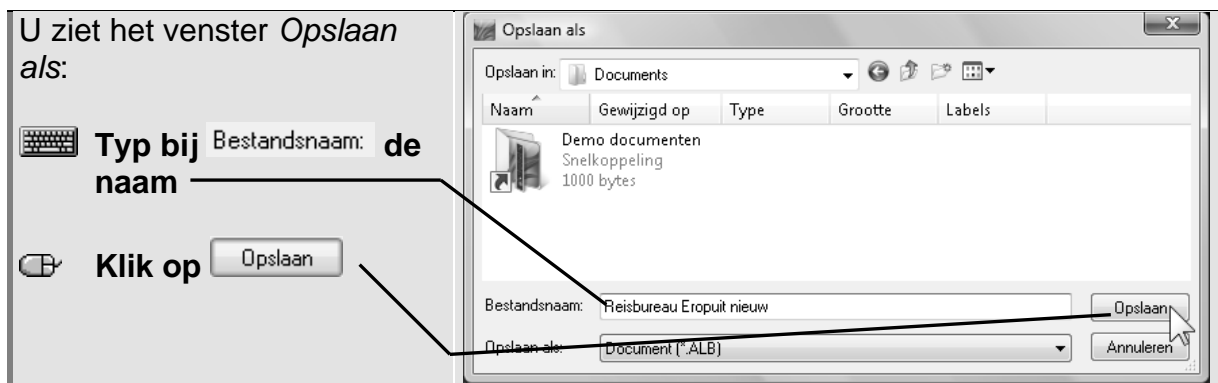 U ziet het venster Opslaan
als:
Typ bij Bestandsnaam: de
naam
Klik op Opslaan
Opslaan als
Opslaan in: Documents
Naam Gewijzigd op Type Grootte Labels
Demo documenten
Snelkoppeling
1000 bytes
Bestandsnaam: Reisbureau Eropuit nieuw Opslaan
Opslaan als: Document (*.ALB) Annuleren